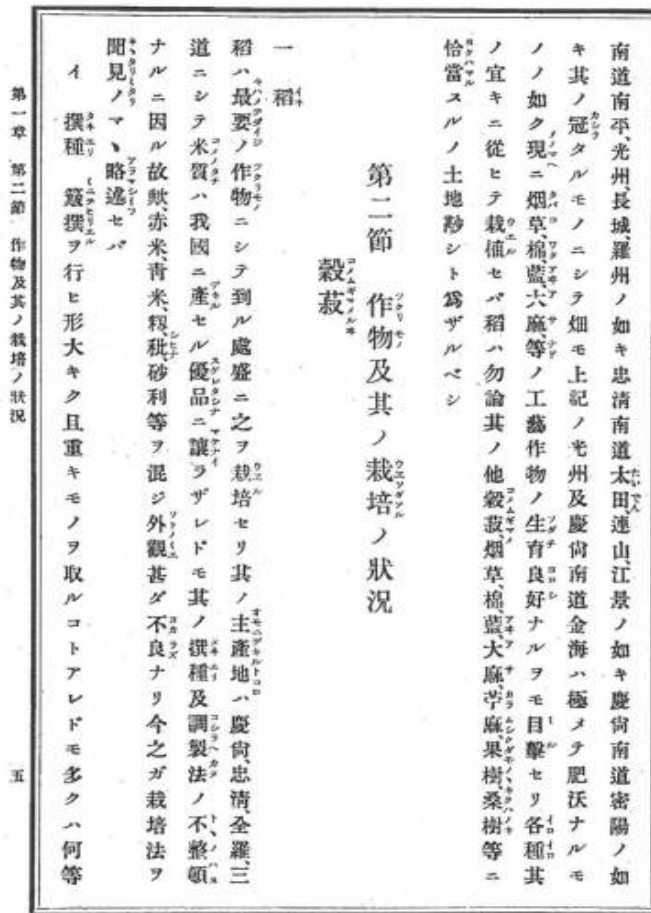 南道南平、光州、長城、羅州ノ如キ忠清南道太田、連山、江景ノ如キ慶尙南道密陽ノ如
キ其ノ冠タルモノニシテ畑モ上記ノ光州及慶尙南道金海ハ極メテ肥沃ナルモ
ノノ如ク現ニ烟草、棉、藍、大麻、等ノ工藝作物ノ生育良好ナルヲモ目擊セリ各種其
ノ宜キニ從ヒテ栽値セバ稻ハ勿論其ノ他穀菽、烟草、棉、藍、大麻、苧麻、果樹、桑樹等ニ
恰當スルノ土地尠シト爲ザルベシ
第二節 作物及其ノ栽培ノ狀況
穀菽
一 稻
稻ハ最要ノ作物ニシテ到ル處盛ニ之ヲ栽培セリ其ノ主產地ハ慶尙、忠清、全羅、三
道ニシテ米質ハ我國ニ產セル優品ニ讓ラザレドモ其ノ撰種及調製法ノ不整頓
ナルニ因ル故歟、赤米、青米、粰、秕、砂利等ヲ混ジ外觀甚ダ不良ナリ今之ガ栽培法ヲ
聞見ノマヽ略述セバ
イ 撰種 簸撰ヲ行ヒ形大キク且重キモノヲ取ルコトアレドモ多クハ何等
第一章 第二節 作物及其ノ栽培ノ狀況
五